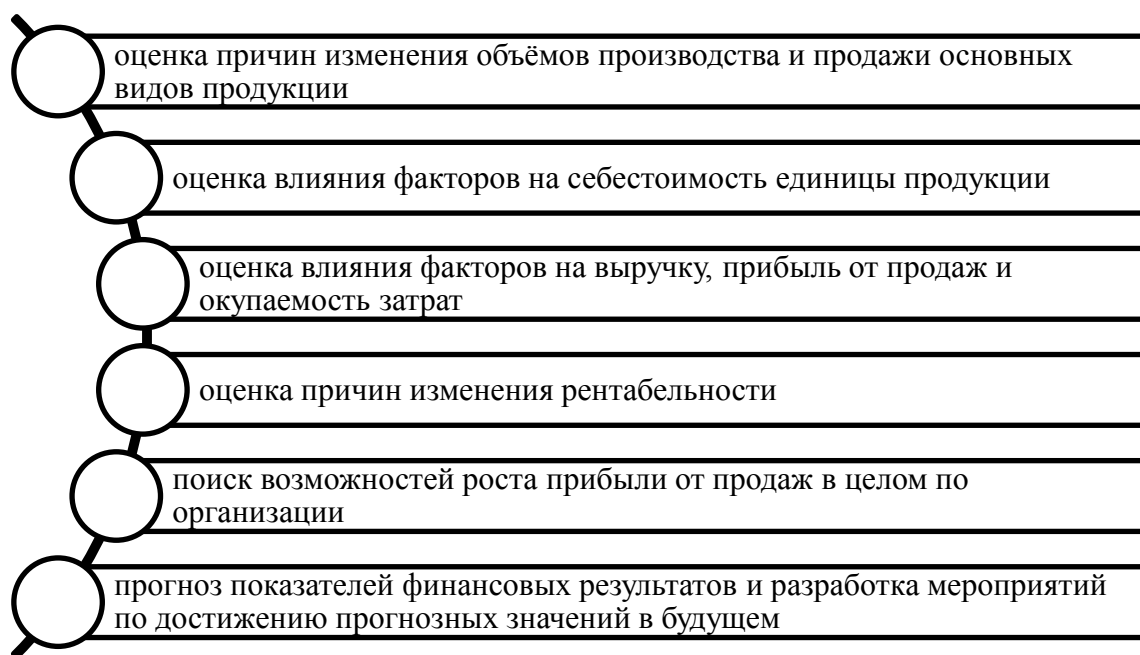 оценка причин изменения объёмов производства и продажи основных
видов продукции
оценка влияния факторов на себестоимость единицы продукции
оценка влияния факторов на выручку, прибыль от продаж и
окупаемость затрат
оценка причин изменения рентабельности
поиск возможностей роста прибыли от продаж в целом по
организации
прогноз показателей финансовых результатов и разработка мероприятий
по достижению прогнозных значений в будущем